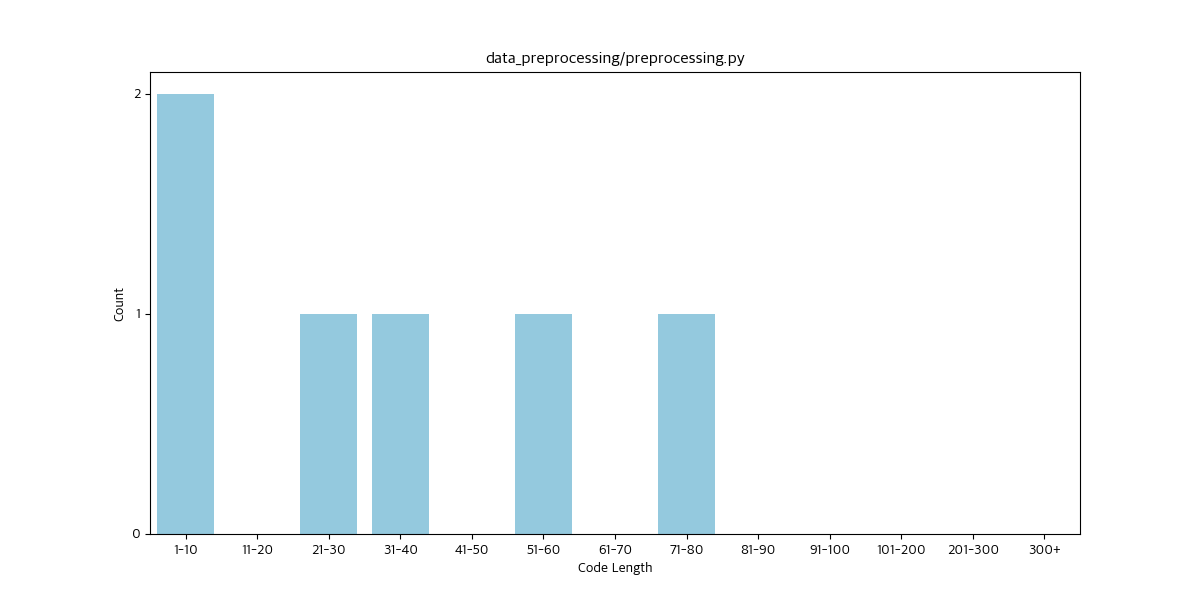 data_preprocessing/preprocessing.py
2
1
0
Count
1-10 11-20 21-30 31-40 41-50 51-60 61-70 71-80 81-90 91-100 101-200 201-300 300+
Code Length